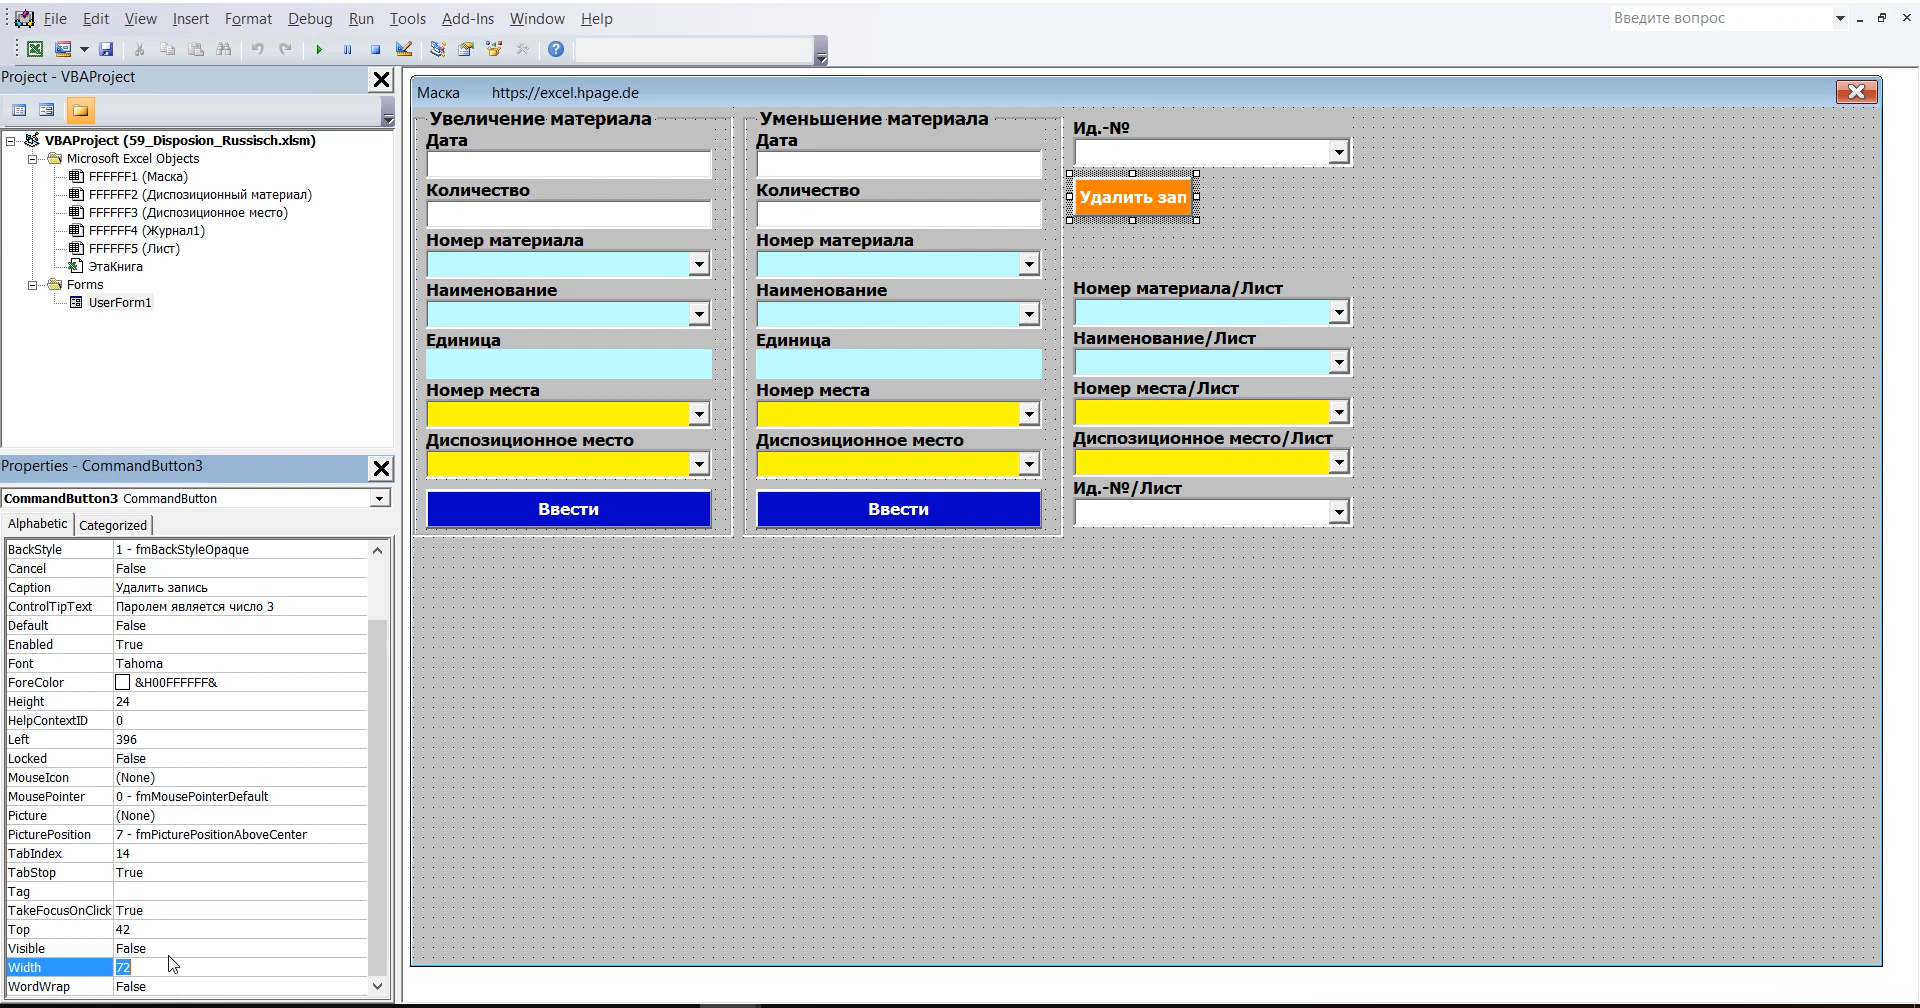 File Edit View Insert Format Debug Run Tools Add-Ins Window Help
Введите вопрос
Project - VBAProject
VBAProject (59_Disposion_Russisch.xlsm)
Microsoft Excel Objects
FFFFFF1 (Маска)
FFFFFF2 (Диспозиционный материал)
FFFFFF3 (Диспозиционное место)
FFFFFF4 (Журнал1)
FFFFFF5 (Лист)
ЭтаКнига
Forms
UserForm1
Properties - CommandButton3
CommandButton3 CommandButton
Alphabetic Categorized
BackStyle 1 - fmBackStyleOpaque
Cancel False
Caption Удалить запись
ControlTipText Паролем является число 3
Default False
Enabled True
Font Tahoma
ForeColor &H00FFFFFF&
Height 24
HelpContextID 0
Left 396
Locked False
MouseIcon (None)
MousePointer 0 - fmMousePointerDefault
Picture (None)
PicturePosition 7 - fmPicturePositionAboveCenter
TabIndex 14
TabStop True
Tag
TakeFocusOnClick True
Top 42
Visible False
Width 72
WordWrap False
Маска https://excel.hpage.de
Увеличение материала
Дата
Количество
Номер материала
Наименование
Единица
Номер места
Диспозиционное место
Ввести
Уменьшение материала
Дата
Количество
Номер материала
Наименование
Единица
Номер места
Диспозиционное место
Ввести
Ид.-№
Удалить зап
Номер материала/Лист
Наименование/Лист
Номер места/Лист
Диспозиционное место/Лист
Ид.-№/Лист